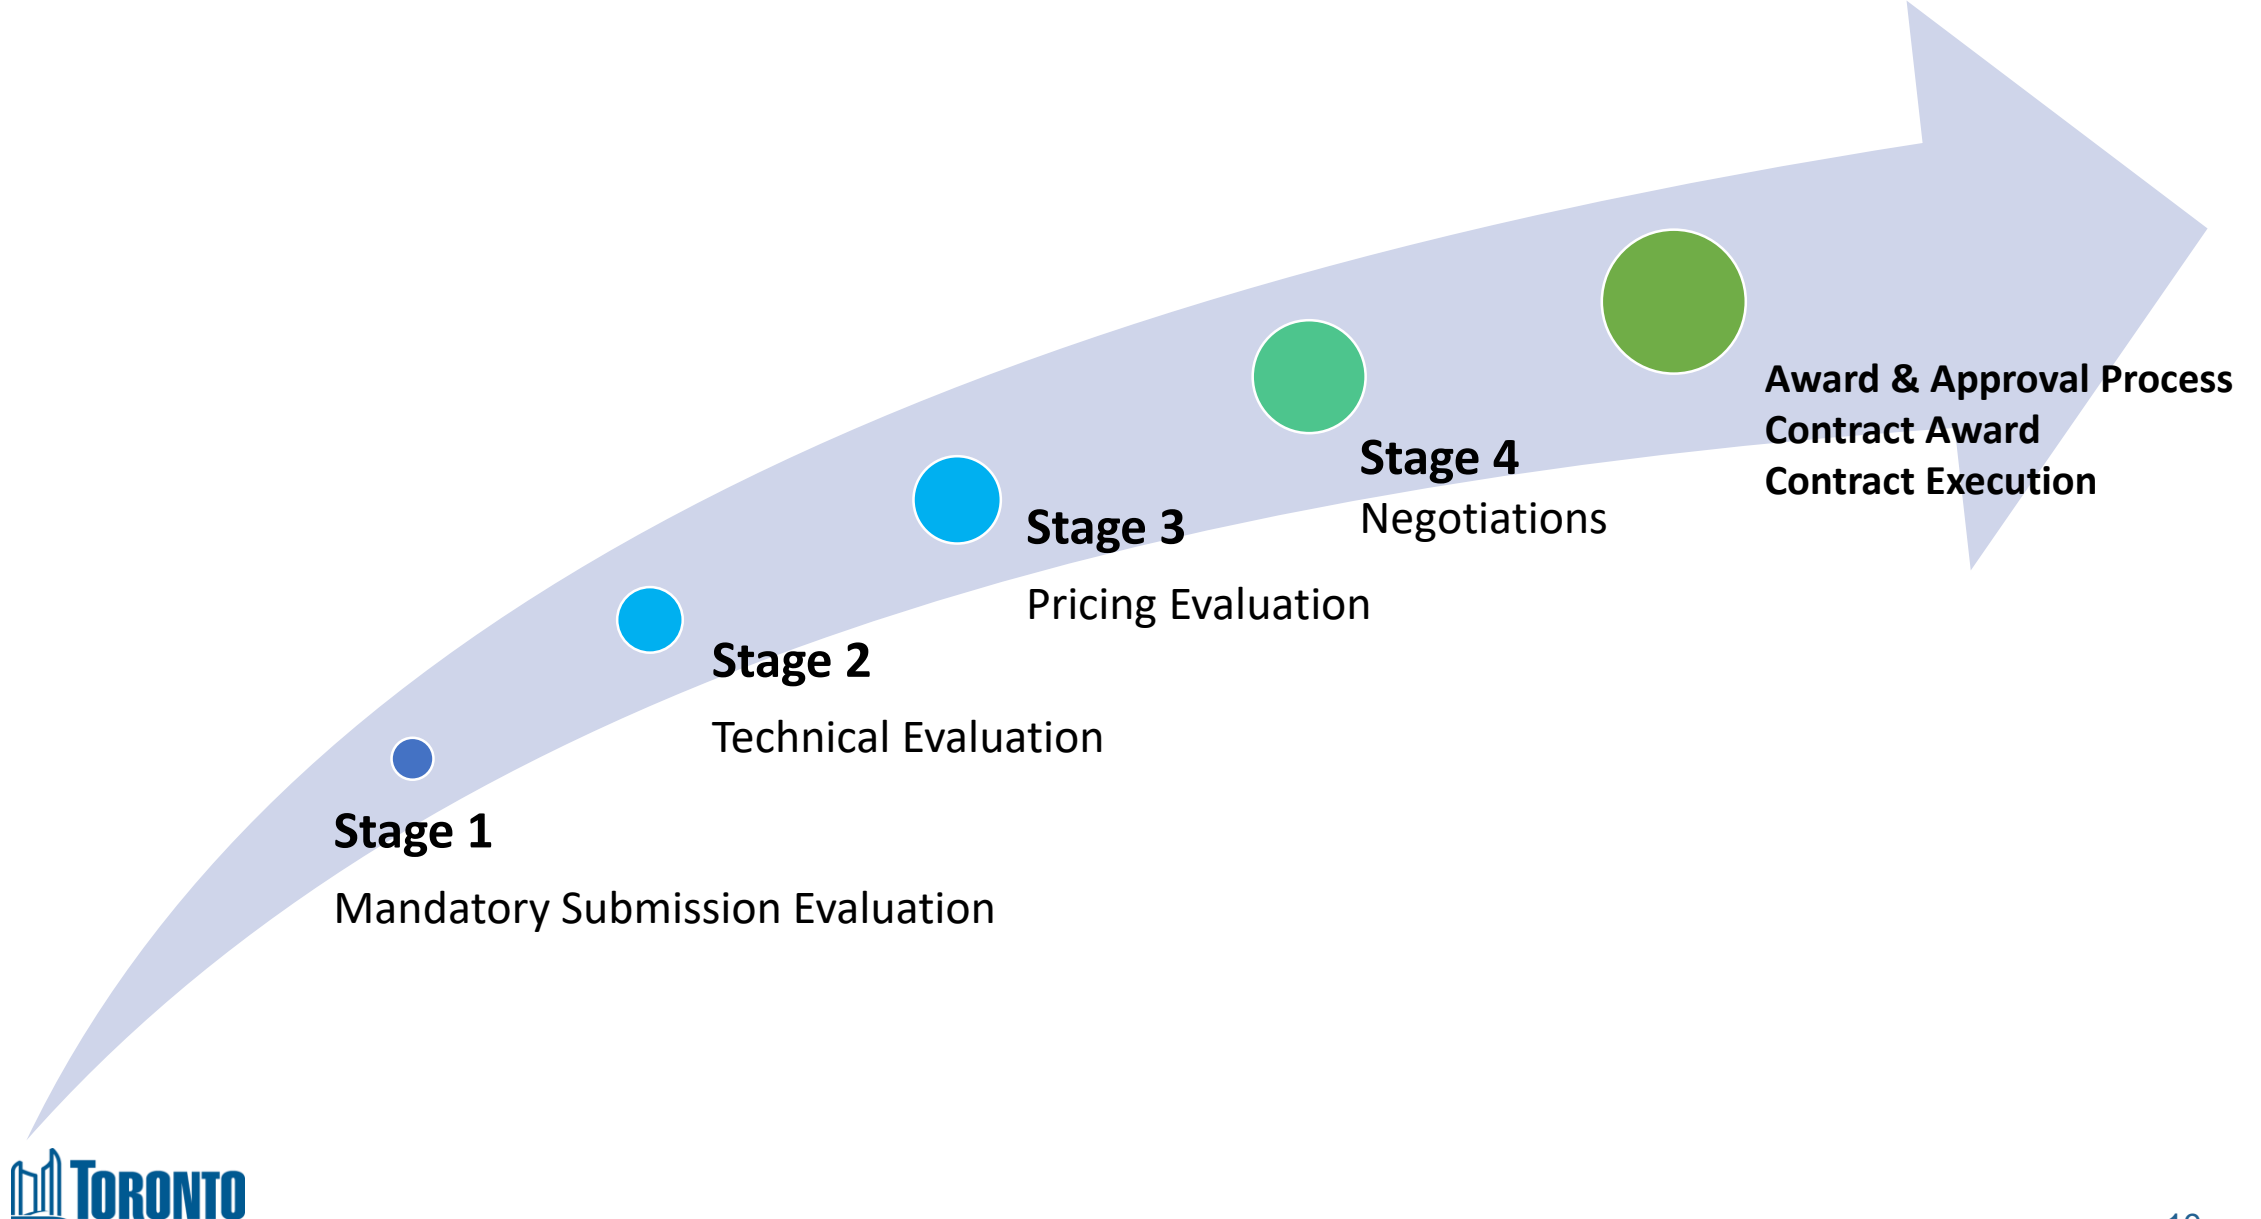 Stage 1
Mandatory Submission Evaluation
Stage 2
Technical Evaluation
Stage 3
Pricing Evaluation
Stage 4
Negotiations
Award & Approval Process
Contract Award
Contract Execution
TORONTO